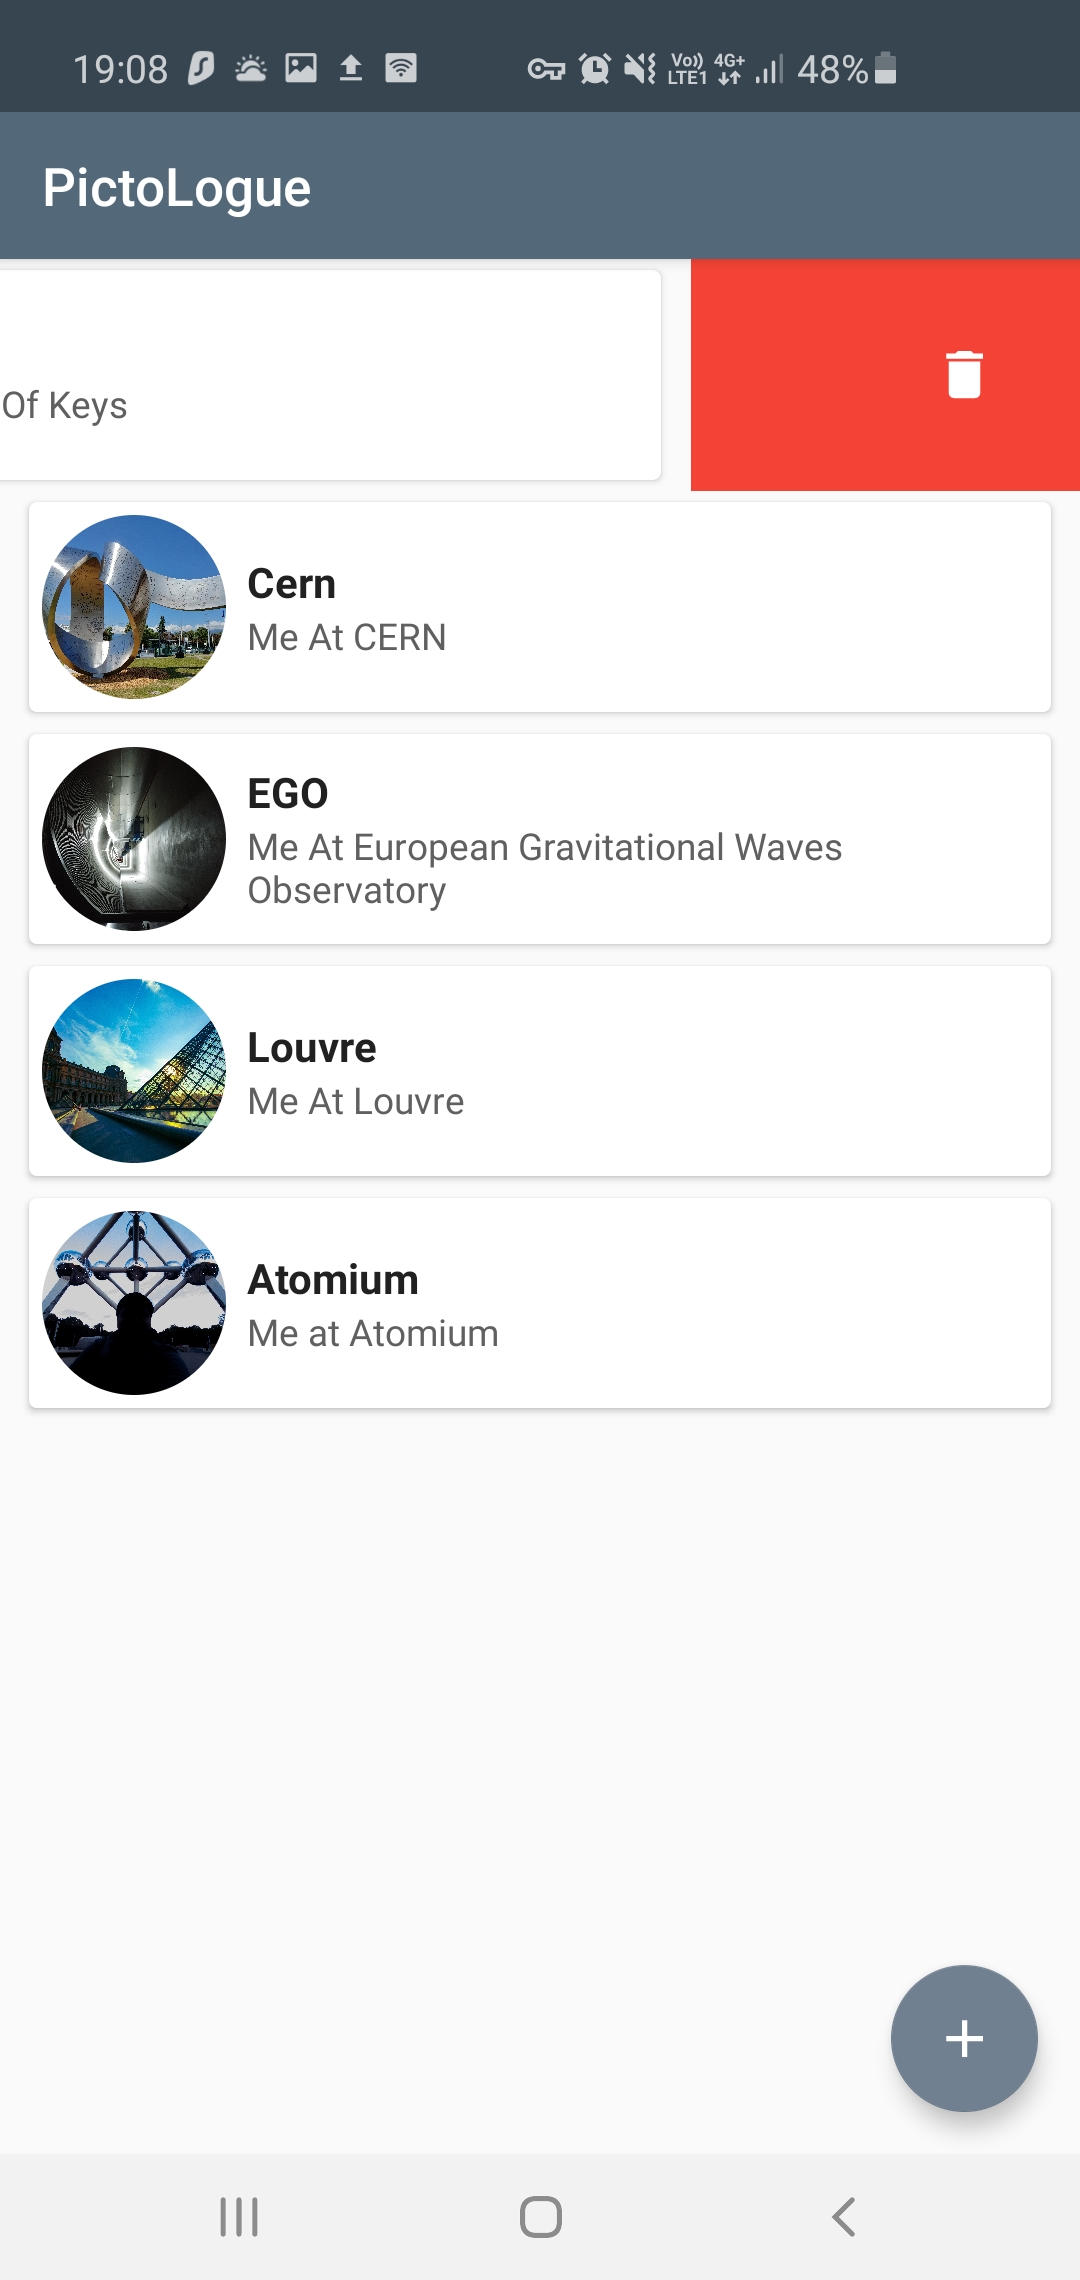 19:08
Vo)) 4G+
LTE1
48%
PictoLogue
Of Keys
Cern
Me At CERN
EGO
Me At European Gravitational Waves
Observatory
Louvre
Me At Louvre
Atomium
Me at Atomium